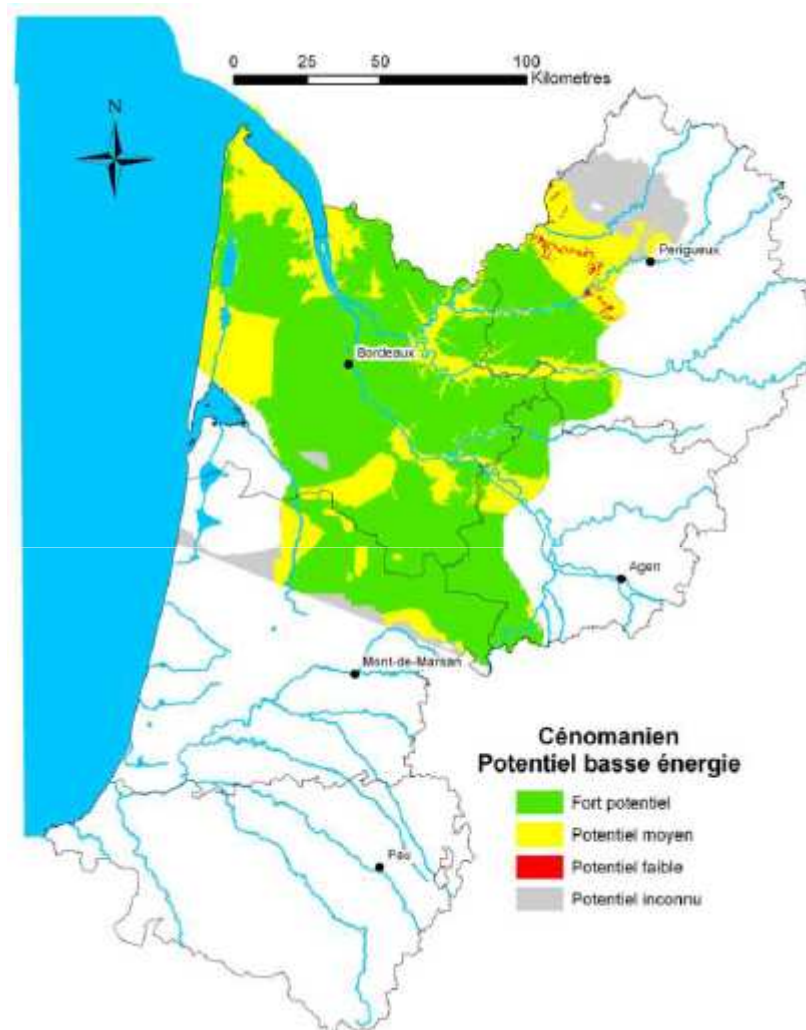 0 25 50 100
Kilometres
N
Perigueux
Bordeaux
Agen
Mont-de-Marsan
Pau
Cénomanien
Potentiel basse énergie
Fort potentiel
Potentiel moyen
Potentiel faible
Potentiel inconnu